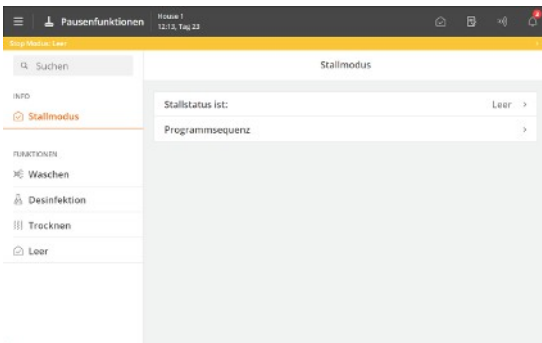 Pausenfunktionen
House 1
12:13, Tag 23
Stop Modus: Leer
Suchen
INFO
Stallmodus
FUNKTIONEN
Waschen
Desinfektion
Trocknen
Leer
Stallmodus
Stallstatus ist: Leer
Programmsequenz